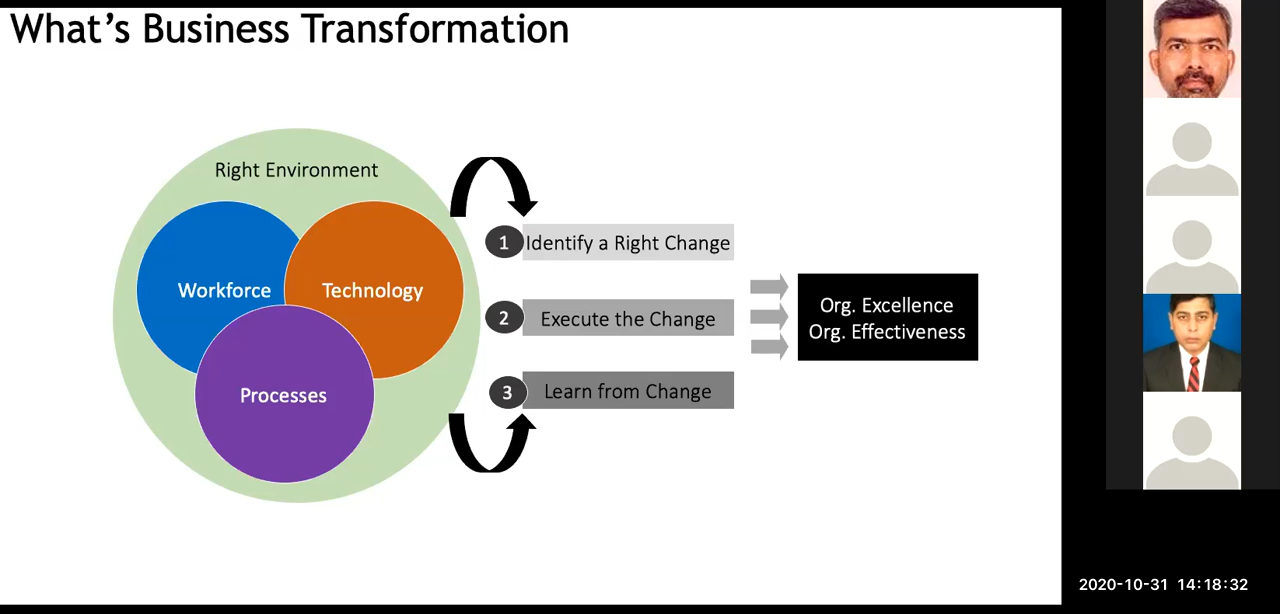 What's Business Transformation
Right Environment
Workforce
Technology
Processes
1 Identify a Right Change
2 Execute the Change
3 Learn from Change
Org. Excellence
Org. Effectiveness
2020-10-31 14:18:32